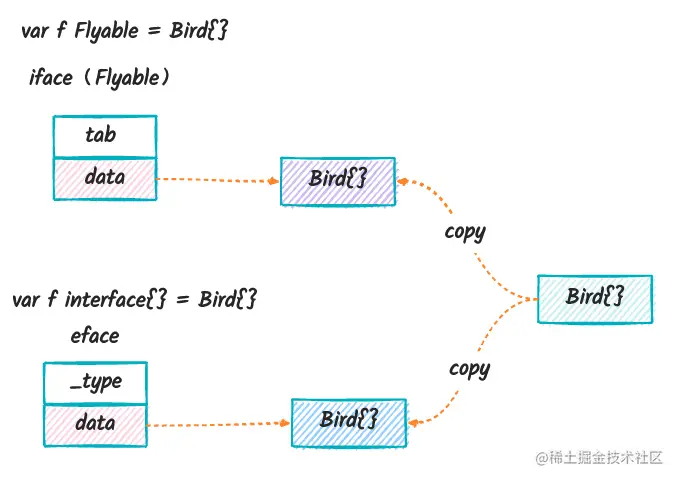 var f Flyable = Bird{}
iface (Flyable)
tab
data
Bird{}
copy
Bird{}
var f interface{} = Bird{}
eface
copy
_type
data
Bird{}
@稀土掘金技术社区